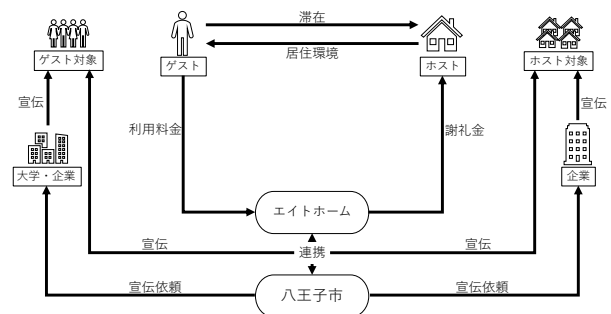 滞在
居住環境
ゲスト対象
ゲスト
ホスト
ホスト対象
宣伝
利用料金
謝礼金
宣伝
大学・企業
企業
エイトホーム
宣伝
連携
宣伝
宣伝依頼
八王子市
宣伝依頼